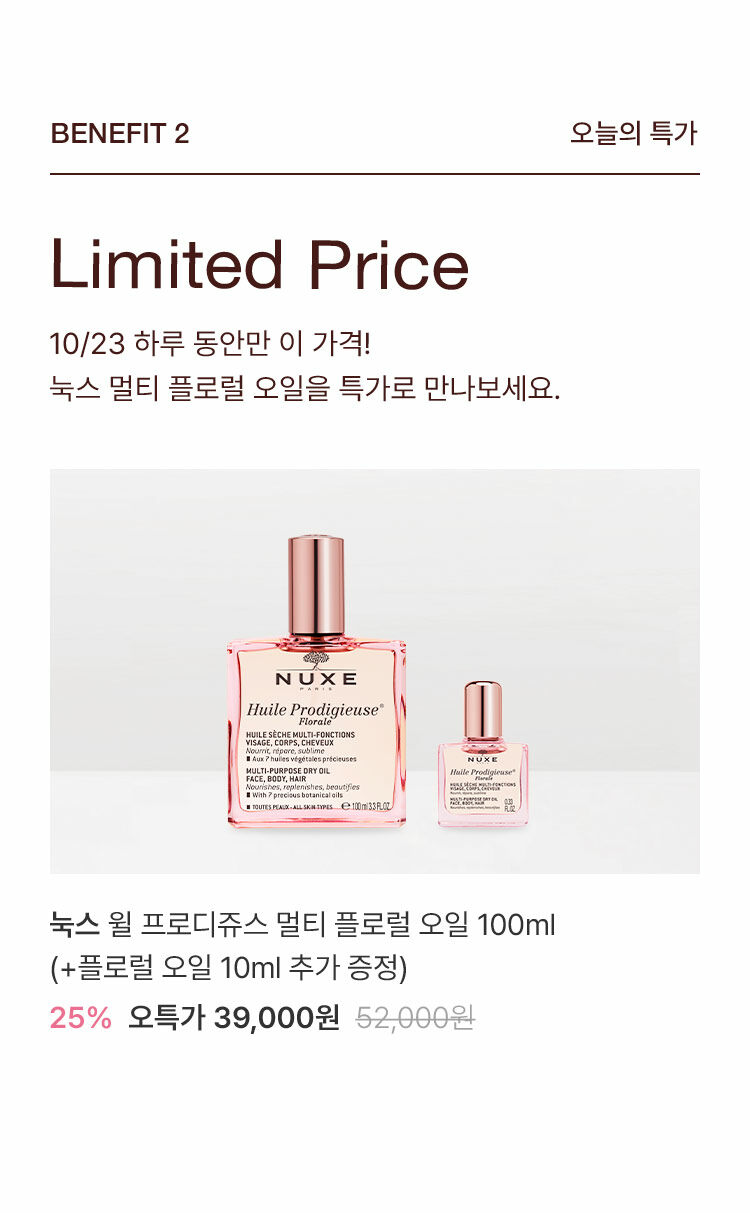 BENEFIT 2
오늘의 특가
Limited Price
10/23 하루 동안만 이 가격!
눅스 멀티 플로럴 오일을 특가로 만나보세요.
NUXE
PARIS
Huile Prodigieuse®
Florale
HUILE SÈCHE MULTI-FONCTIONS
VISAGE, CORPS, CHEVEUX
Nourrit, répare, sublime
■ Aux 7 huiles végétales précieuses
MULTI-PURPOSE DRY OIL
FACE, BODY, HAIR
Nourishes, replenishes, beautifies
■ With 7 precious botanical oils
■ TOUTES PEAUX - ALL SKIN TYPES ℮ 100 ml 3.3 FL.OZ.
NUXE
Huile Prodigieuse®
Florale
HUILE SÈCHE MULTI-FONCTIONS
VISAGE, CORPS, CHEVEUX
Nourrit, répare, sublime
MULTI-PURPOSE DRY OIL
FACE, BODY, HAIR
Nourishes, replenishes, beautifies
0.33
FL.OZ.
눅스 윌 프로디쥬스 멀티 플로럴 오일 100ml
(+플로럴 오일 10ml 추가 증정)
25% 오특가 39,000원 52,000원